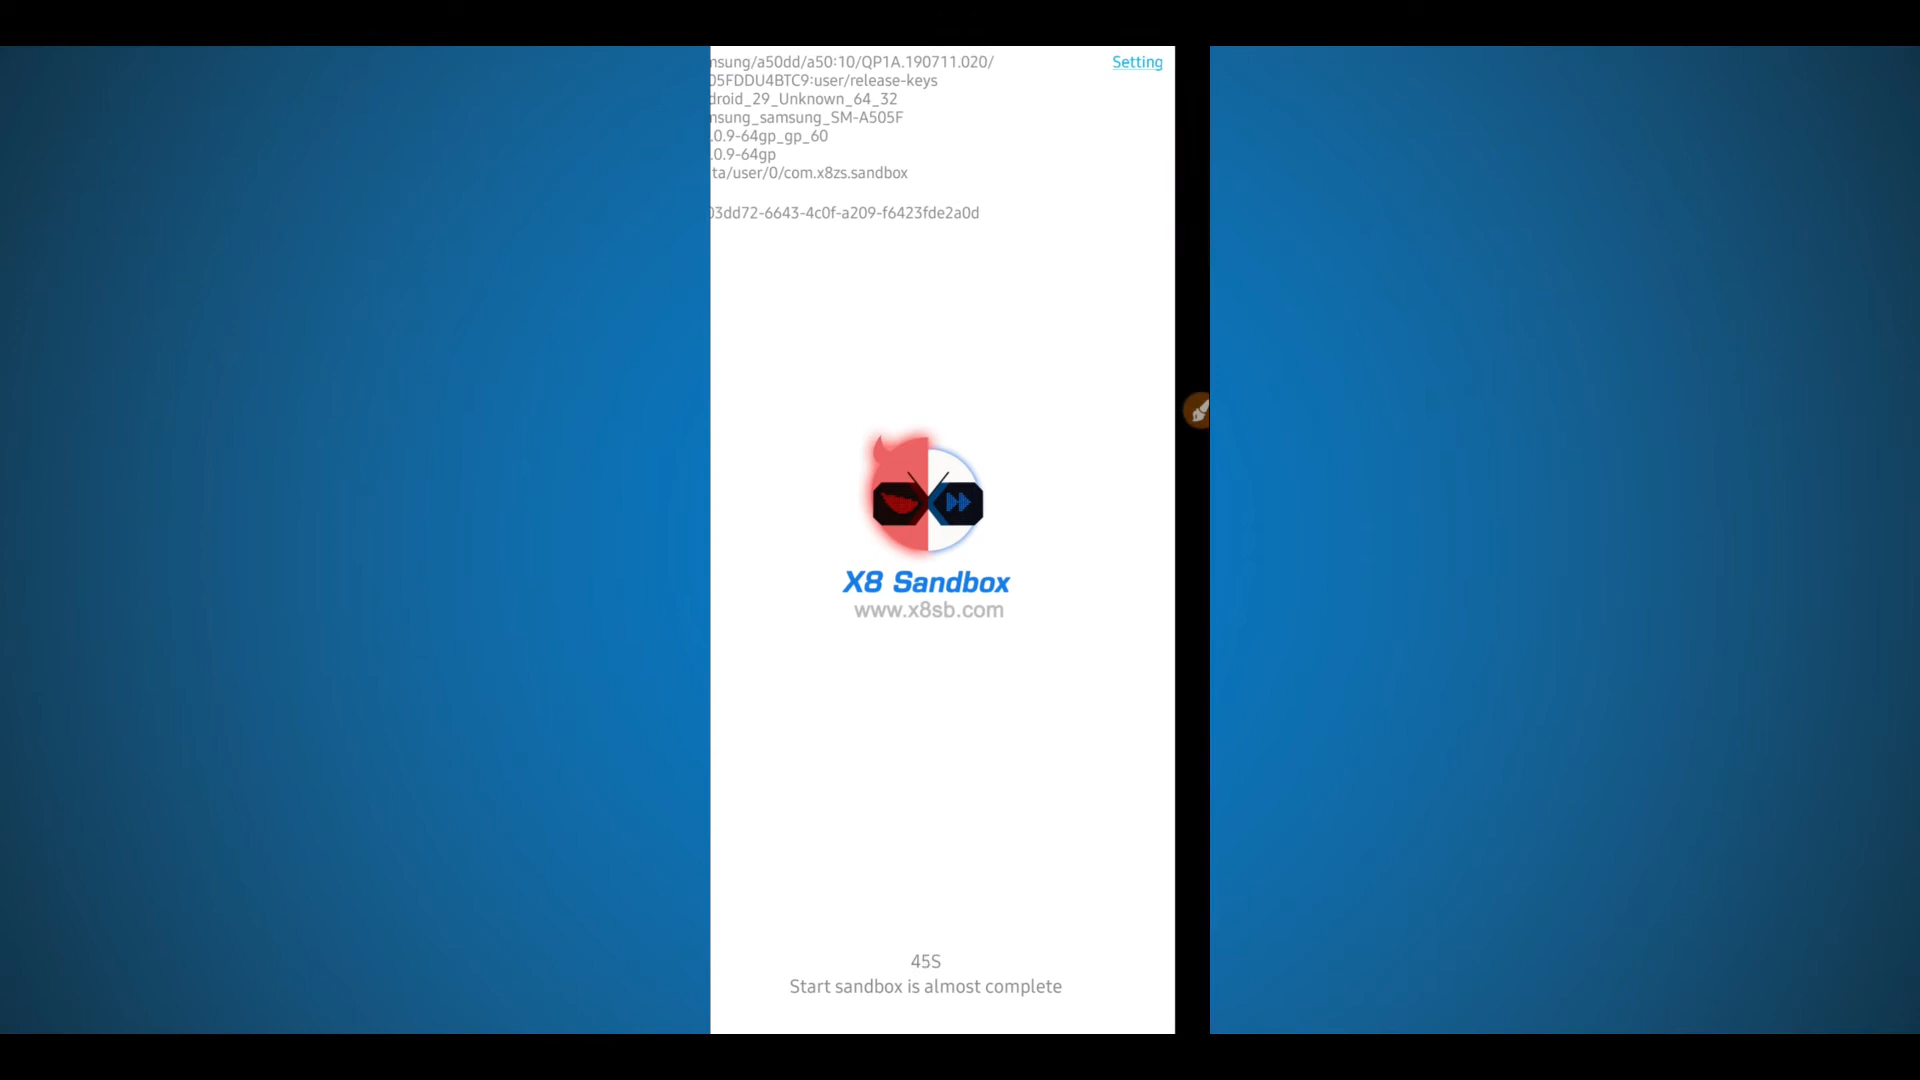 nsung/a50dd/a50:10/QP1A.190711.020/
Setting
05FDDU4BTC9:user/release-keys
droid_29_Unknown_64_32
nsung_samsung_SM-A505F
.0.9-64gp_gp_60
.0.9-64gp
ta/user/0/com.x8zs.sandbox
03dd72-6643-4c0f-a209-f6423fde2a0d
X8 Sandbox
www.x8sb.com
45S
Start sandbox is almost complete